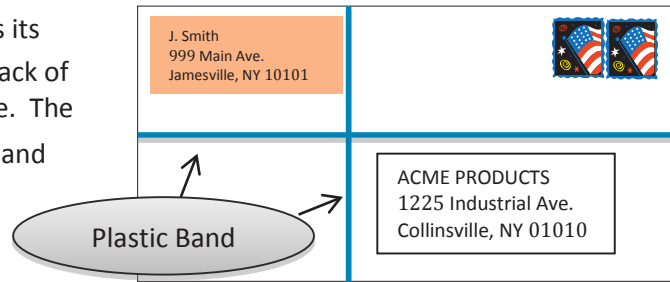 s its
ack of
e. The
and
J. Smith
999 Main Ave.
Jamesville, NY 10101
ACME PRODUCTS
1225 Industrial Ave.
Collinsville, NY 01010
Plastic Band